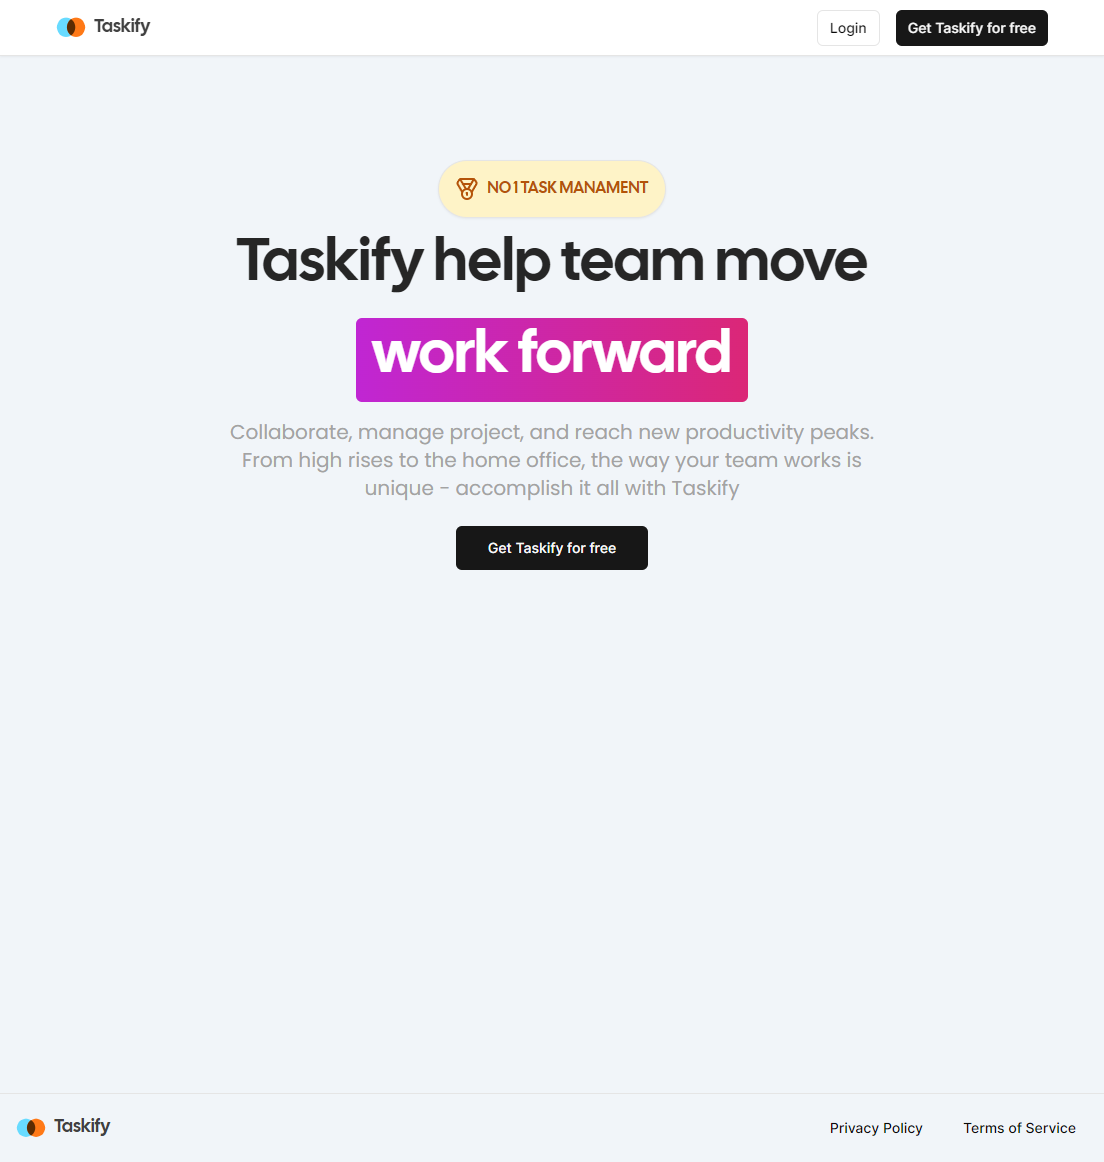 Taskify
Login
Get Taskify for free
NO 1 TASK MANAMENT
Taskify help team move
work forward
Collaborate, manage project, and reach new productivity peaks.
From high rises to the home office, the way your team works is
unique - accomplish it all with Taskify
Get Taskify for free
Taskify
Privacy Policy
Terms of Service